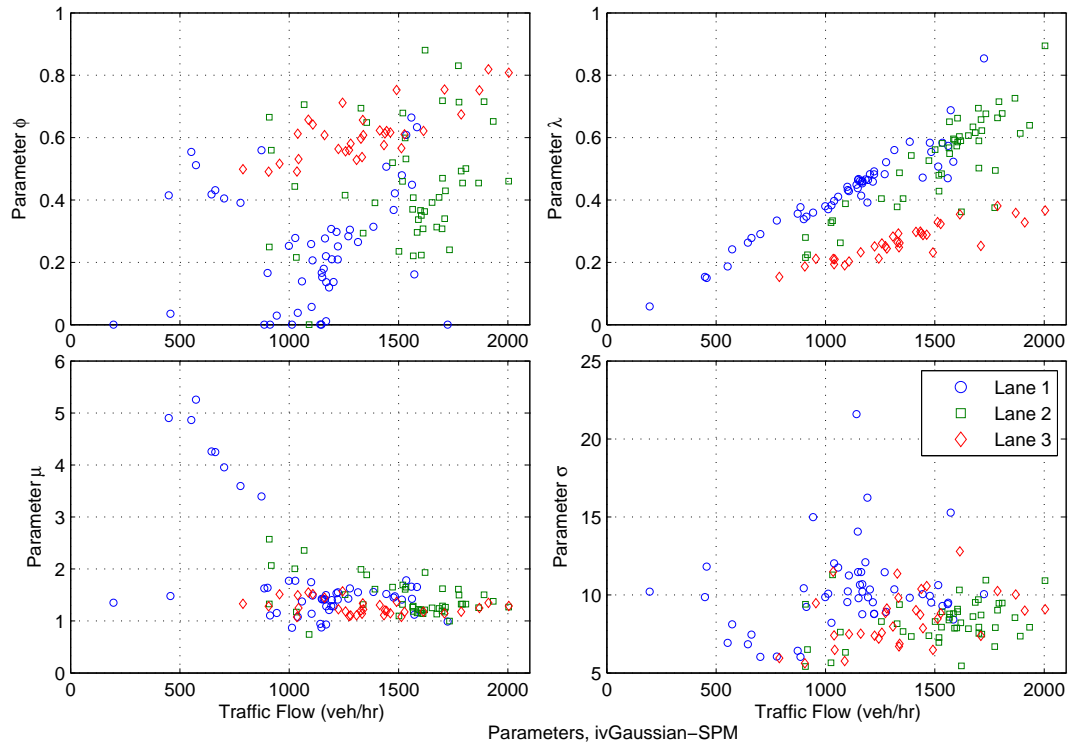 1
0.8
0.6
0.4
0.2
0
0 500 1000 1500 2000
Parameter φ
1
0.8
0.6
0.4
0.2
0
0 500 1000 1500 2000
Parameter λ
6
5
4
3
2
1
0
0 500 1000 1500 2000
Parameter μ
Traffic Flow (veh/hr)
25
20
15
10
5
0 500 1000 1500 2000
Parameter σ
Traffic Flow (veh/hr)
Lane 1
Lane 2
Lane 3
Parameters, ivGaussian−SPM